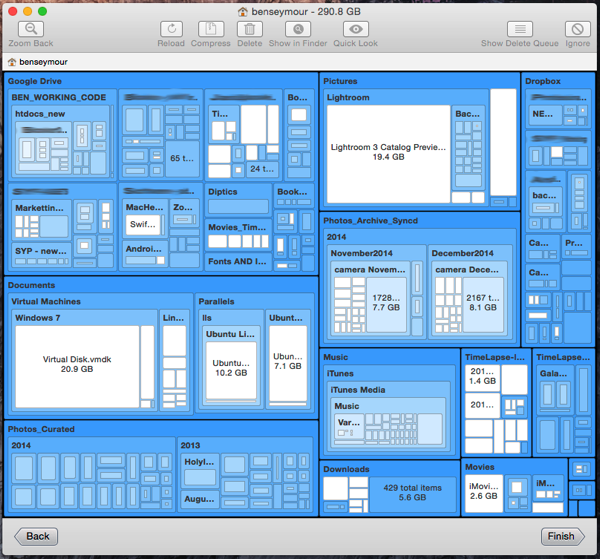 benseymour - 290.8 GB
Zoom Back
Reload
Compress
Delete
Show in Finder
Quick Look
Show Delete Queue
Ignore
benseymour
Google Drive
BEN_WORKING_CODE
htdocs_new
65 t...
Ti...
24 t...
Bo...
Markettin...
SYP - new...
MacHe...
Swif...
Androi...
Zo...
Diptics
Movies_Tim...
Fonts AND I...
Book...
Documents
Virtual Machines
Windows 7
Virtual Disk.vmdk
20.9 GB
Lin...
Parallels
lls
Ubuntu Li...
Ubuntu...
10.2 GB
Ubunt...
Ubun...
7.1 GB
Photos_Curated
2014
2013
Holyl...
Augu...
Pictures
Lightroom
Lightroom 3 Catalog Previe...
19.4 GB
Bac...
Photos_Archive_Syncd
2014
November2014
camera Novem...
1728...
7.7 GB
December2014
camera Dece...
2167 t...
8.1 GB
Music
iTunes
iTunes Media
Music
Var...
Downloads
429 total items
5.6 GB
TimeLapse-i...
201...
1.4 GB
201...
TimeLapse...
Gala...
Movies
iMovi...
2.6 GB
iM...
Dropbox
NE...
bac...
Ca...
Pr...
Ca...
Back
Finish